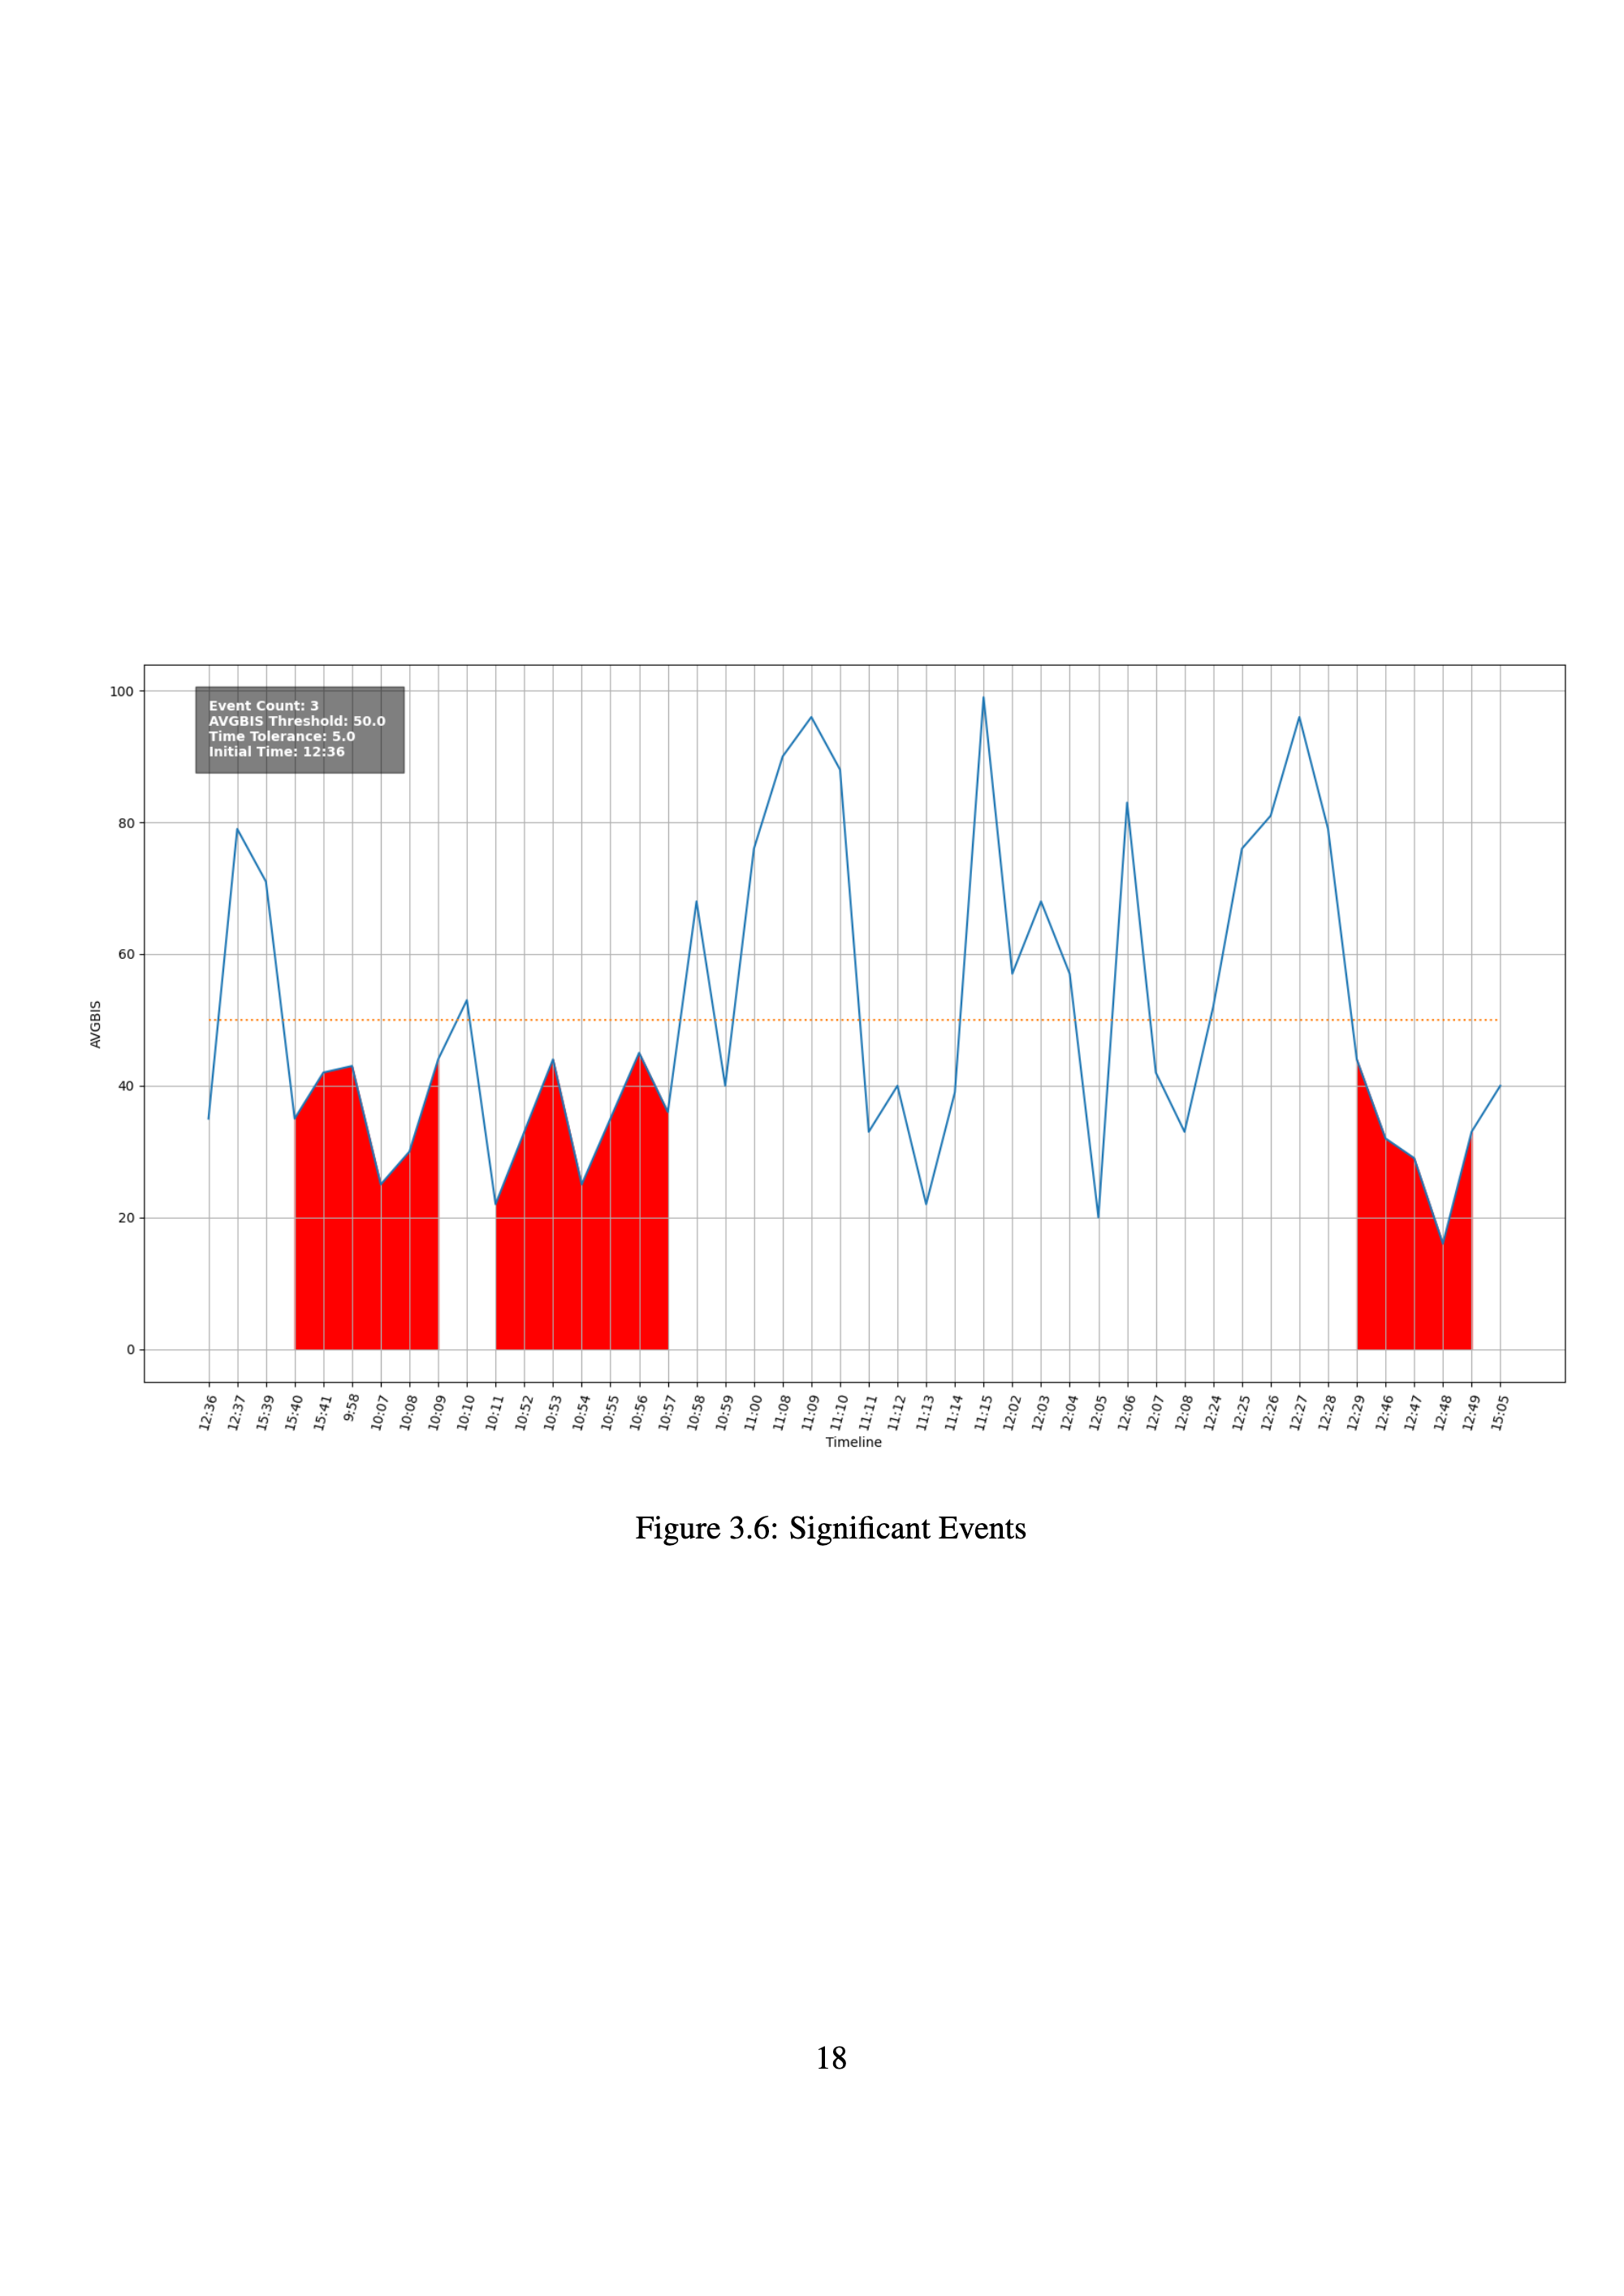 Event Count: 3
AVGBIS Threshold: 50.0
Time Tolerance: 5.0
Initial Time: 12:36
100
80
60
40
20
0
AVGBIS
12:36 12:37 15:39 15:40 15:41 9:58 10:07 10:08 10:09 10:10 10:11 10:52 10:53 10:54 10:55 10:56 10:57 10:58 10:59 11:00 11:08 11:09 11:10 11:11 11:12 11:13 11:14 11:15 12:02 12:03 12:04 12:05 12:06 12:07 12:08 12:24 12:25 12:26 12:27 12:28 12:29 12:46 12:47 12:48 12:49 15:05
Timeline
Figure 3.6: Significant Events
18